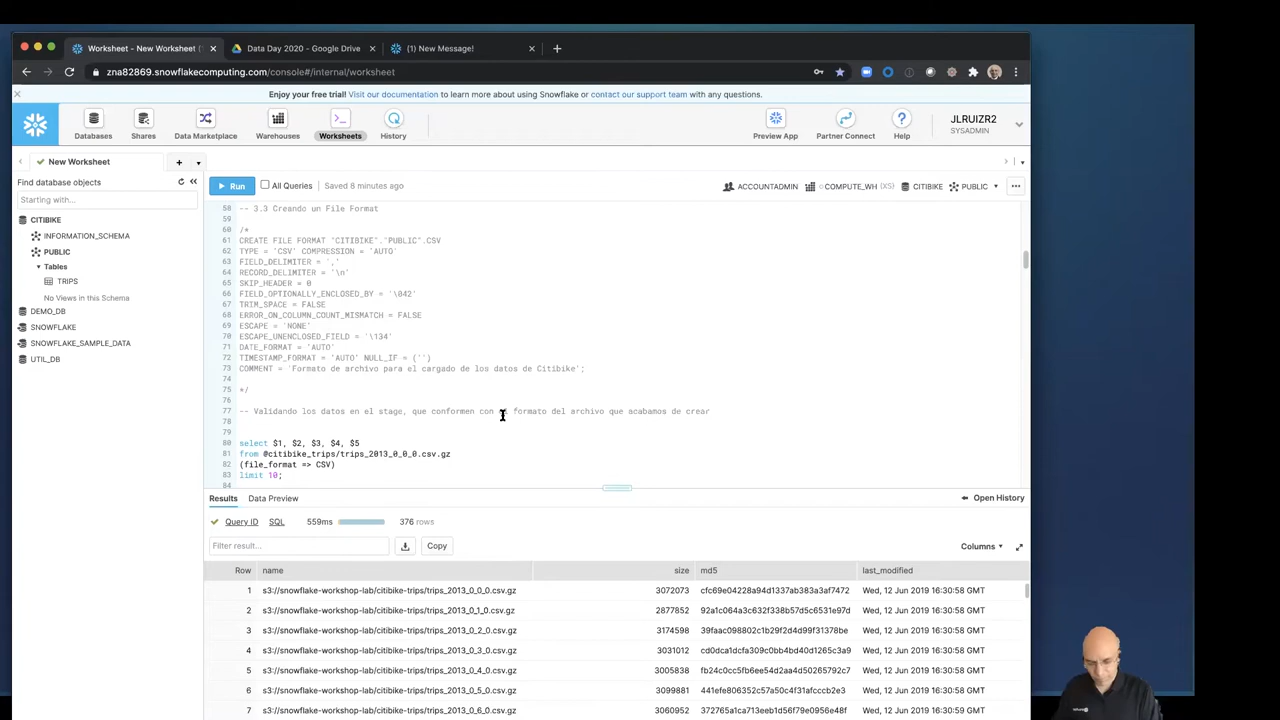 Worksheet - New Worksheet (
Data Day 2020 - Google Drive
(1) New Message!
zna82869.snowflakecomputing.com/console#/internal/worksheet
Enjoy your free trial! Visit our documentation to learn more about using Snowflake or contact our support team with any questions.
Databases
Shares
Data Marketplace
Warehouses
Worksheets
History
Preview App
Partner Connect
Help
JLRUIZR2
SYSADMIN
New Worksheet
Find database objects
Starting with...
CITIBIKE
INFORMATION_SCHEMA
PUBLIC
Tables
TRIPS
No Views in this Schema
DEMO_DB
SNOWFLAKE
SNOWFLAKE_SAMPLE_DATA
UTIL_DB
Run All Queries Saved 8 minutes ago ACCOUNTADMIN COMPUTE_WH (XS) CITIBIKE PUBLIC
58 -- 3.3 Creando un File Format
59
60 /*
61 CREATE FILE FORMAT "CITIBIKE"."PUBLIC".CSV
62 TYPE = 'CSV' COMPRESSION = 'AUTO'
63 FIELD_DELIMITER = ','
64 RECORD_DELIMITER = '\n'
65 SKIP_HEADER = 0
66 FIELD_OPTIONALLY_ENCLOSED_BY = '\042'
67 TRIM_SPACE = FALSE
68 ERROR_ON_COLUMN_COUNT_MISMATCH = FALSE
69 ESCAPE = 'NONE'
70 ESCAPE_UNENCLOSED_FIELD = '\134'
71 DATE_FORMAT = 'AUTO'
72 TIMESTAMP_FORMAT = 'AUTO' NULL_IF = ('')
73 COMMENT = 'Formato de archivo para el cargado de los datos de Citibike';
74
75 */
76
77 -- Validando los datos en el stage, que conformen con formato del archivo que acabamos de crear
78
79
80 select $1, $2, $3, $4, $5
81 from @citibike_trips/trips_2013_0_0_0.csv.gz
82 (file_format => CSV)
83 limit 10;
84
Results Data Preview Open History
Query ID SQL 559ms 376 rows
Filter result... Copy Columns
Row name size md5 last_modified
1 s3://snowflake-workshop-lab/citibike-trips/trips_2013_0_0_0.csv.gz 3072073 cfc69e04228a94d1337ab383a3af7472 Wed, 12 Jun 2019 16:30:58 GMT
2 s3://snowflake-workshop-lab/citibike-trips/trips_2013_0_1_0.csv.gz 2877852 92a1c064a3c632f338b57d5c6531e97d Wed, 12 Jun 2019 16:30:58 GMT
3 s3://snowflake-workshop-lab/citibike-trips/trips_2013_0_2_0.csv.gz 3174598 39faac098802c1b29f2d4d99f31378be Wed, 12 Jun 2019 16:30:58 GMT
4 s3://snowflake-workshop-lab/citibike-trips/trips_2013_0_3_0.csv.gz 3031012 cd0dca1dcfa309c0bb4bd40d1265c3a9 Wed, 12 Jun 2019 16:30:58 GMT
5 s3://snowflake-workshop-lab/citibike-trips/trips_2013_0_4_0.csv.gz 3005838 fb24c0cc5fb6ee54d2aa4d50265792c7 Wed, 12 Jun 2019 16:30:58 GMT
6 s3://snowflake-workshop-lab/citibike-trips/trips_2013_0_5_0.csv.gz 3099881 441efe806352c57a50c4f31afcccb2e3 Wed, 12 Jun 2019 16:30:58 GMT
7 s3://snowflake-workshop-lab/citibike-trips/trips_2013_0_6_0.csv.gz 3060952 372765a1ca713eeb1d56f79e0956e48f Wed, 12 Jun 2019 16:30:59 GMT